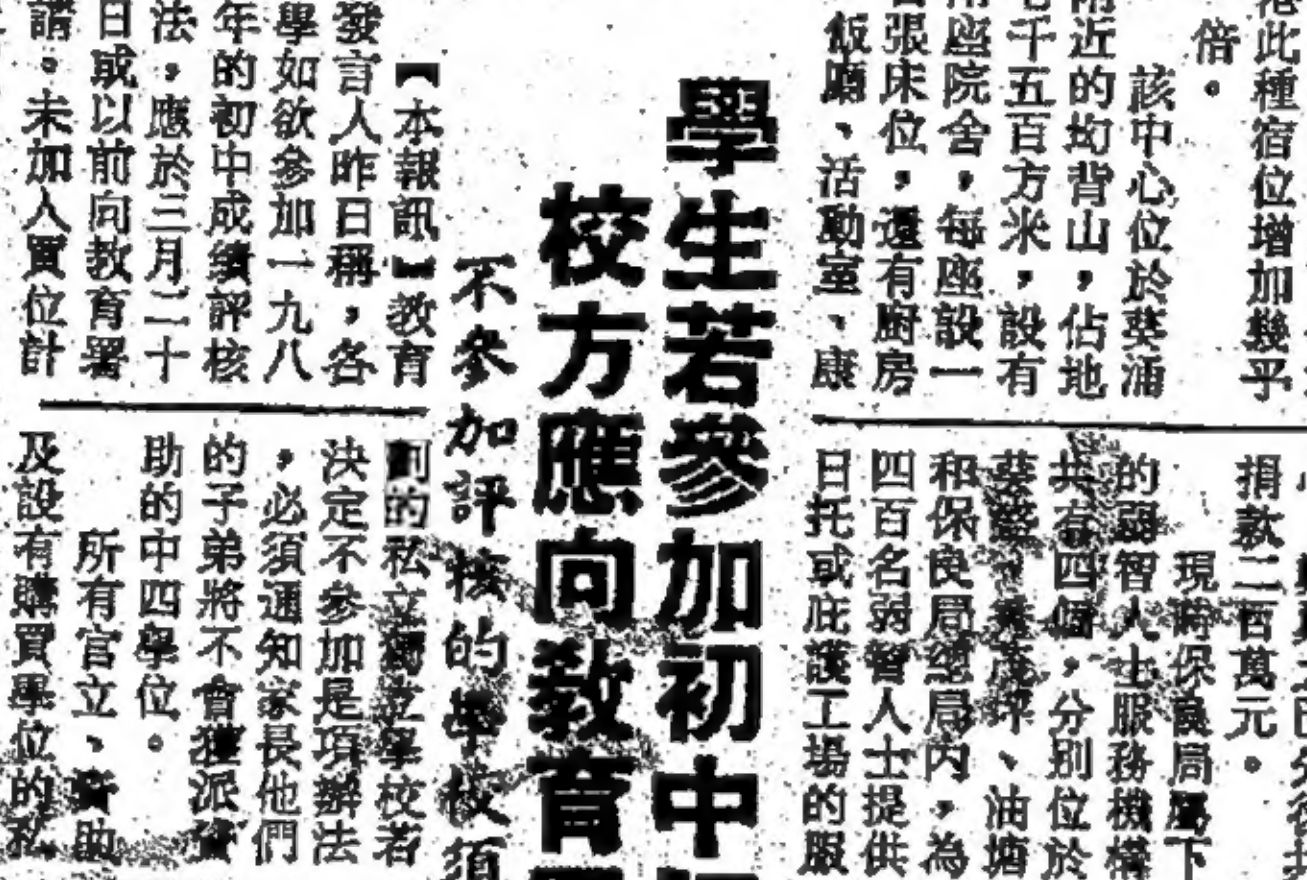 港此種宿位增加幾乎
倍。
該中心位於葵涌
附近的均背山，佔地
七千五百方米，設有
兩座院舍，每座設一
百張床位，還有廚房
飯廳、活動室、康
捐款二百萬元。
現時保良局屬下
的弱智人士服務機構
共有四個，分別位於
、油塘
和保良局總局內，為
四百名弱智人士提供
日托或庇護工場的服
學生若參加初中
校方應向教育
不參加評核的學校須
【本報訊】教育
發言人昨日稱，各
學如欲參加一九八
年的初中成績評核
法，應於三月二十
日或以前向教育署
請。未加入買位計
劃的私立獨立學校若
決定不參加是項辦法
，必須通知家長他們
的子弟將不會獲派資
助的中四學位。
所有官立、資助
及設有購買學位的私